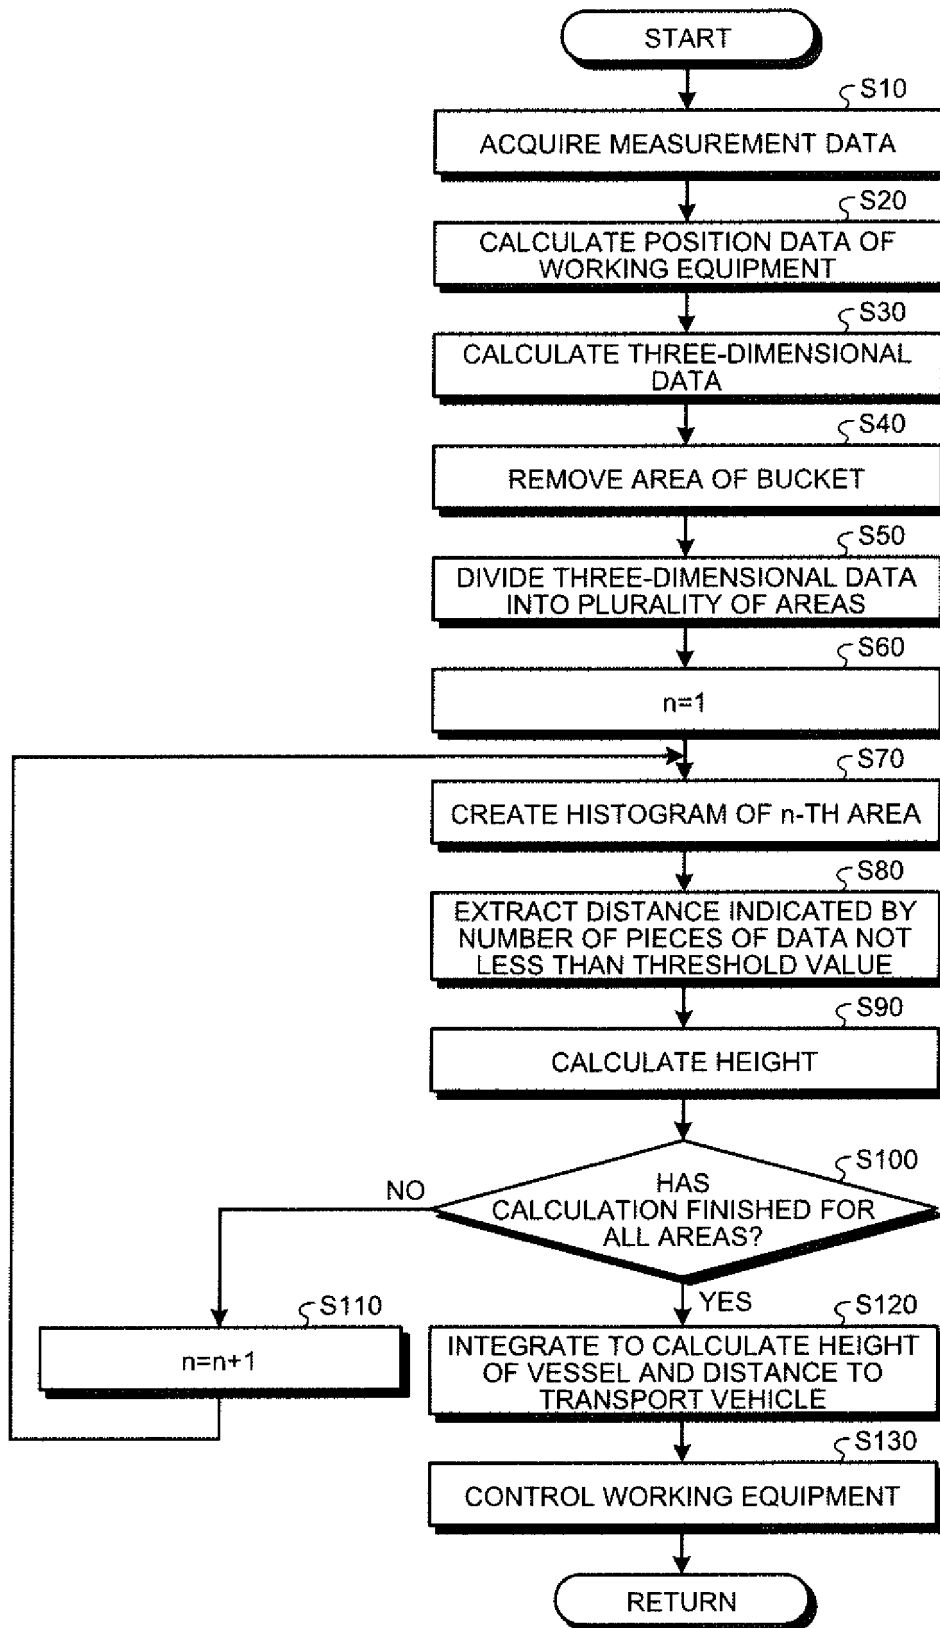 START
S10
ACQUIRE MEASUREMENT DATA
S20
CALCULATE POSITION DATA OF
WORKING EQUIPMENT
S30
CALCULATE THREE-DIMENSIONAL
DATA
S40
REMOVE AREA OF BUCKET
S50
DIVIDE THREE-DIMENSIONAL DATA
INTO PLURALITY OF AREAS
S60
n=1
S70
CREATE HISTOGRAM OF n-TH AREA
S80
EXTRACT DISTANCE INDICATED BY
NUMBER OF PIECES OF DATA NOT
LESS THAN THRESHOLD VALUE
S90
CALCULATE HEIGHT
S100
HAS
CALCULATION FINISHED FOR
ALL AREAS?
NO
YES
S110
n=n+1
S120
INTEGRATE TO CALCULATE HEIGHT
OF VESSEL AND DISTANCE TO
TRANSPORT VEHICLE
S130
CONTROL WORKING EQUIPMENT
RETURN